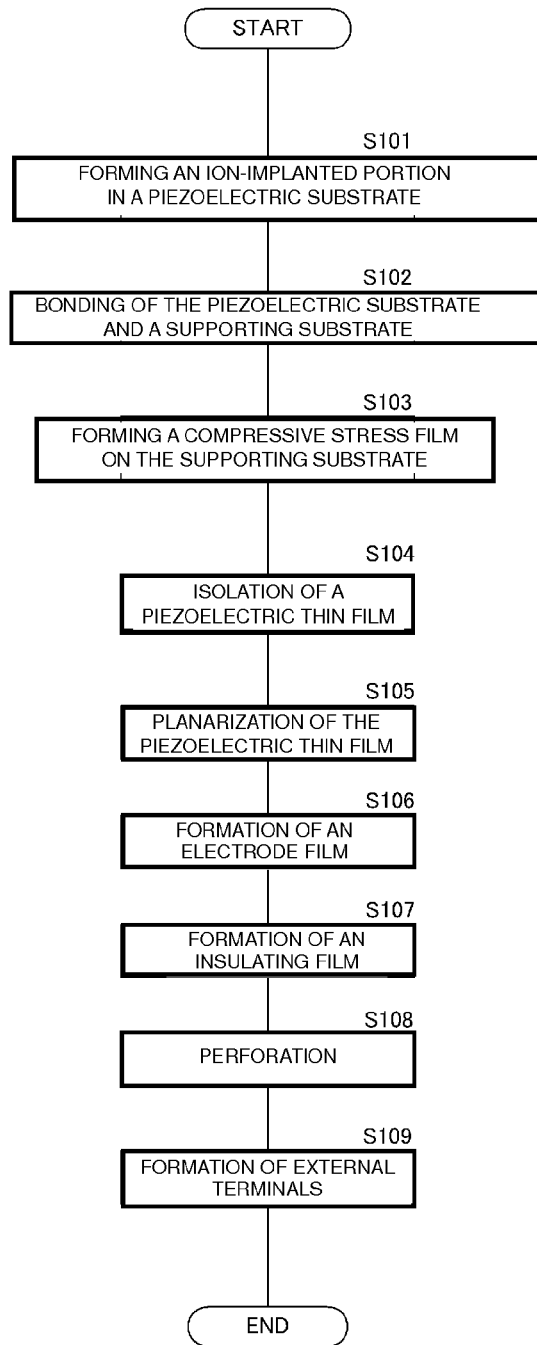 START
S101
FORMING AN ION-IMPLANTED PORTION
IN A PIEZOELECTRIC SUBSTRATE
S102
BONDING OF THE PIEZOELECTRIC SUBSTRATE
AND A SUPPORTING SUBSTRATE
S103
FORMING A COMPRESSIVE STRESS FILM
ON THE SUPPORTING SUBSTRATE
S104
ISOLATION OF A
PIEZOELECTRIC THIN FILM
S105
PLANARIZATION OF THE
PIEZOELECTRIC THIN FILM
S106
FORMATION OF AN
ELECTRODE FILM
S107
FORMATION OF AN
INSULATING FILM
S108
PERFORATION
S109
FORMATION OF EXTERNAL
TERMINALS
END